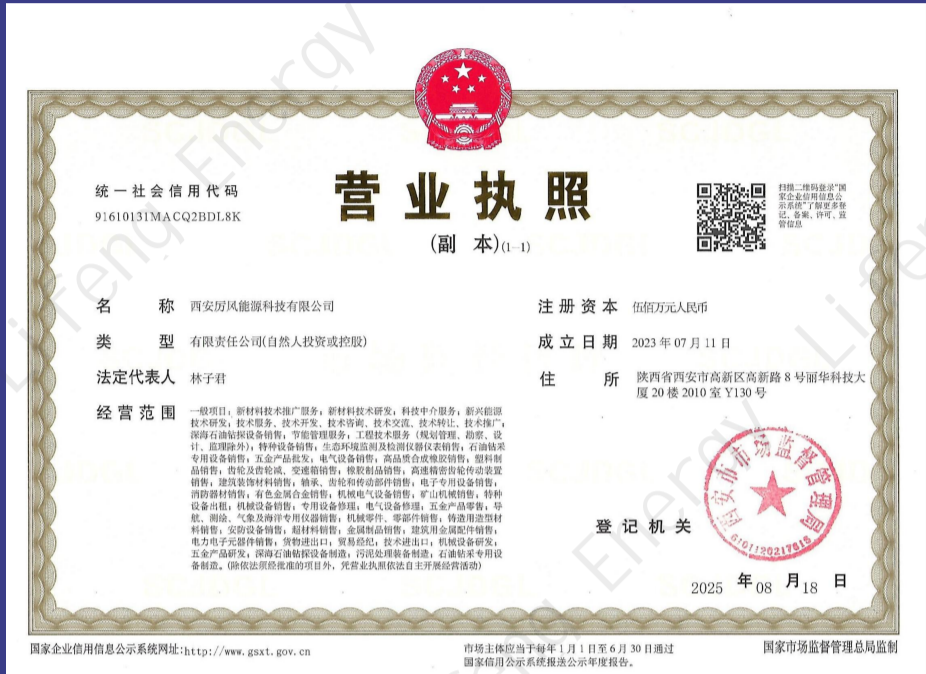 统一社会信用代码
91610131MACQ2BDL8K
营业执照
(副 本)(1-1)
扫描二维码登录"国
家企业信用信息公
示系统"了解更多登
记、备案、许可、监
管信息
名 称 西安厉风能源科技有限公司
类 型 有限责任公司(自然人投资或控股)
法定代表人 林子君
经营范围 一般项目：新材料技术推广服务；新材料技术研发；科技中介服务；新兴能源
技术研发；技术服务、技术开发、技术咨询、技术交流、技术转让、技术推广；
深海石油钻探设备销售；节能管理服务；工程技术服务（规划管理、勘察、设
计、监理除外）；特种设备销售；生态环境监测及检测仪器仪表销售；石油钻采
专用设备销售；五金产品批发；电气设备销售；高品质合成橡胶销售；塑料制
品销售；齿轮及齿轮减、变速箱销售；橡胶制品销售；高速精密齿轮传动装置
销售；建筑装饰材料销售；轴承、齿轮和传动部件销售；电子专用设备销售；
消防器材销售；有色金属合金销售；机械电气设备销售；矿山机械销售；特种
设备出租；机械设备销售；专用设备修理；电气设备修理；五金产品零售；导
航、测绘、气象及海洋专用仪器销售；机械零件、零部件销售；铸造用造型材
料销售；安防设备销售；超材料销售；金属制品销售；建筑用金属配件销售；
电力电子元器件销售；货物进出口；贸易经纪；技术进出口；机械设备研发；
五金产品研发；深海石油钻探设备制造；污泥处理装备制造；石油钻采专用设
备制造。(除依法须经批准的项目外，凭营业执照依法自主开展经营活动)
注册资本 伍佰万元人民币
成立日期 2023年07月11日
住 所 陕西省西安市高新区高新路8号丽华科技大
厦20楼2010室Y130号
登记机关
西安市市场监督管理局
6101120217615
2025 年 08 月 18 日
国家企业信用信息公示系统网址:http://www.gsxt.gov.cn
市场主体应当于每年1月1日至6月30日通过
国家信用公示系统报送公示年度报告。
国家市场监督管理总局监制
Lifeng Energy
Lifeng Energy